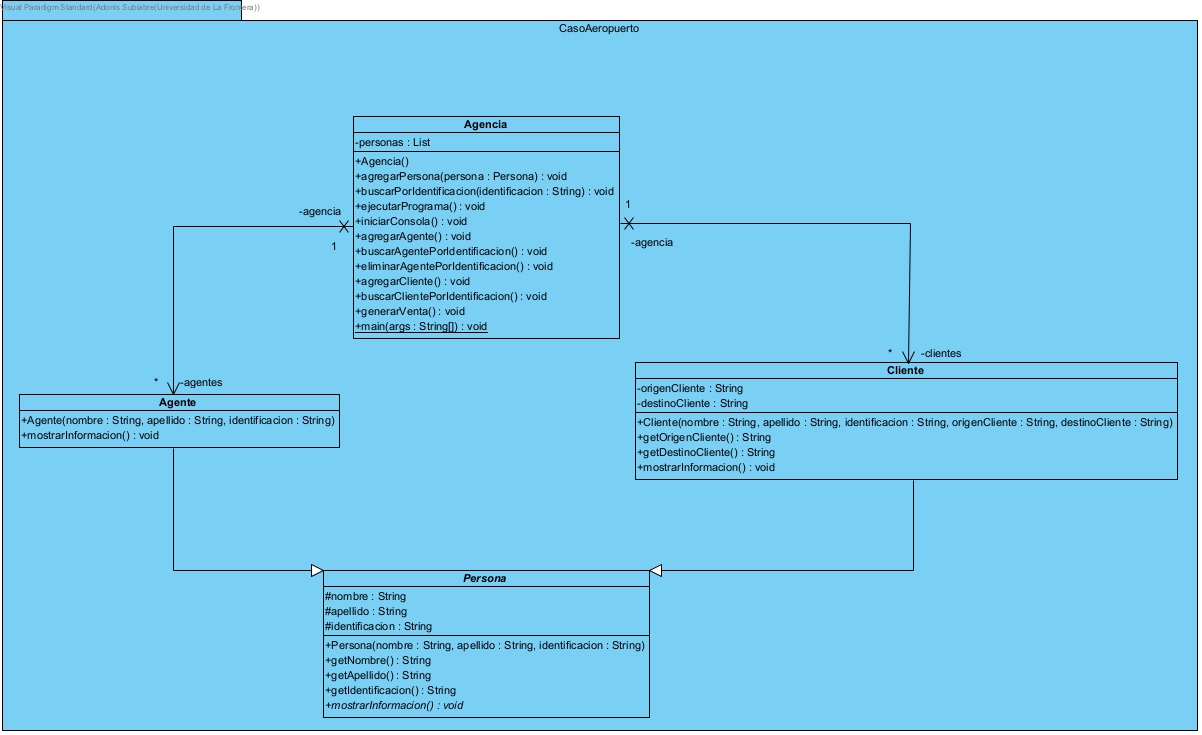 Visual Paradigm Standard(Adonis Subiabre(Universidad de La Frontera))
CasoAeropuerto
Agencia
-personas : List
+Agencia()
+agregarPersona(persona : Persona) : void
+buscarPorIdentificacion(identificacion : String) : void
+ejecutarPrograma() : void
+iniciarConsola() : void
+agregarAgente() : void
+buscarAgentePorIdentificacion() : void
+eliminarAgentePorIdentificacion() : void
+agregarCliente() : void
+buscarClientePorIdentificacion() : void
+generarVenta() : void
+main(args : String[]) : void
-agencia
1
1
-agencia
* -agentes
* -clientes
Agente
+Agente(nombre : String, apellido : String, identificacion : String)
+mostrarInformacion() : void
Cliente
-origenCliente : String
-destinoCliente : String
+Cliente(nombre : String, apellido : String, identificacion : String, origenCliente : String, destinoCliente : String)
+getOrigenCliente() : String
+getDestinoCliente() : String
+mostrarInformacion() : void
Persona
#nombre : String
#apellido : String
#identificacion : String
+Persona(nombre : String, apellido : String, identificacion : String)
+getNombre() : String
+getApellido() : String
+getIdentificacion() : String
+mostrarInformacion() : void